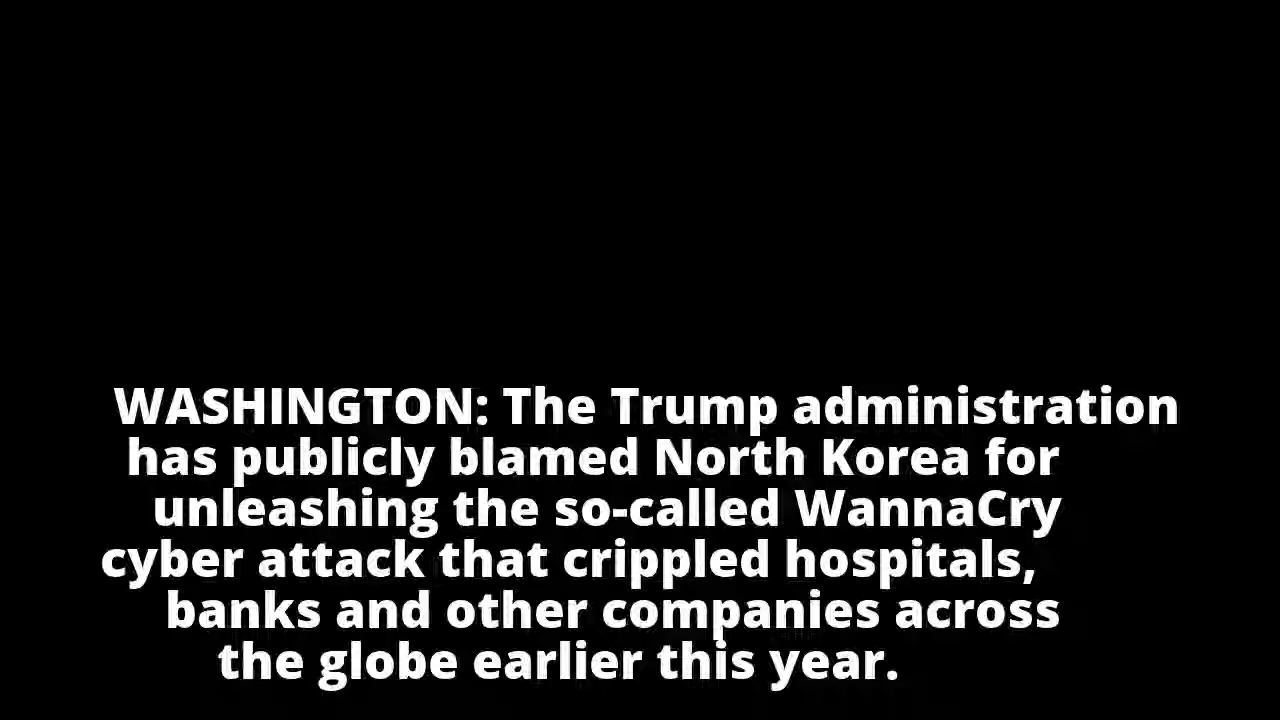 WASHINGTON: The Trump administration
has publicly blamed North Korea for
unleashing the so-called WannaCry
cyber attack that crippled hospitals,
banks and other companies across
the globe earlier this year.